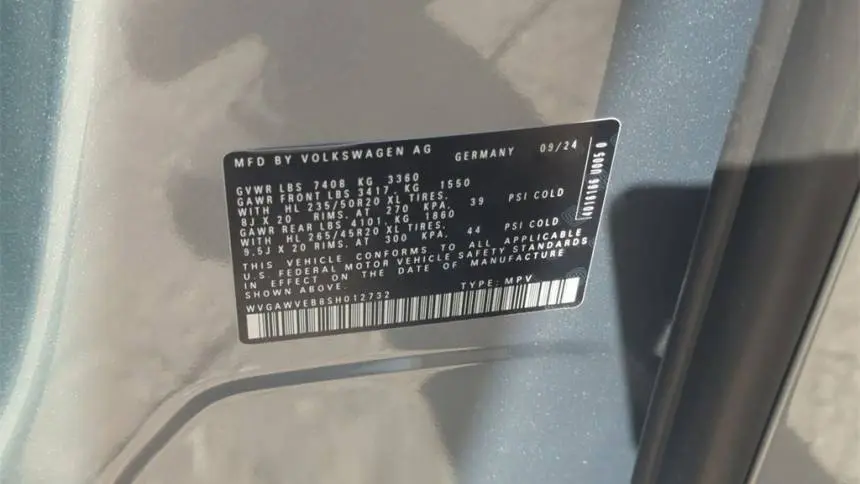 MFD BY VOLKSWAGEN AG GERMANY 09/24
GVWR LBS 7408 KG 3360
GAWR FRONT LBS 3417, KG 1550
WITH HL 235/50R20 XL TIRES,
8J X 20 RIMS. AT 270 KPA. 39 PSI COLD
GAWR REAR LBS 4101, KG 1860
WITH HL 265/45R20 XL TIRES,
9.5J X 20 RIMS. AT 300 KPA. 44 PSI COLD
THIS VEHICLE CONFORMS TO ALL APPLICABLE
U.S. FEDERAL MOTOR VEHICLE SAFETY STANDARDS
IN EFFECT ON THE DATE OF MANUFACTURE
SHOWN ABOVE.
WVGAWVEB8SH012732 TYPE: MPV
4016166 U005 0